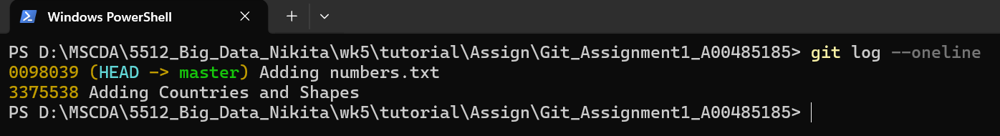 Windows PowerShell
PS D:\MSCDA\5512_Big_Data_Nikita\wk5\tutorial\Assign\Git_Assignment1_A00485185> git log --oneline
0098039 (HEAD -> master) Adding numbers.txt
3375538 Adding Countries and Shapes
PS D:\MSCDA\5512_Big_Data_Nikita\wk5\tutorial\Assign\Git_Assignment1_A00485185>